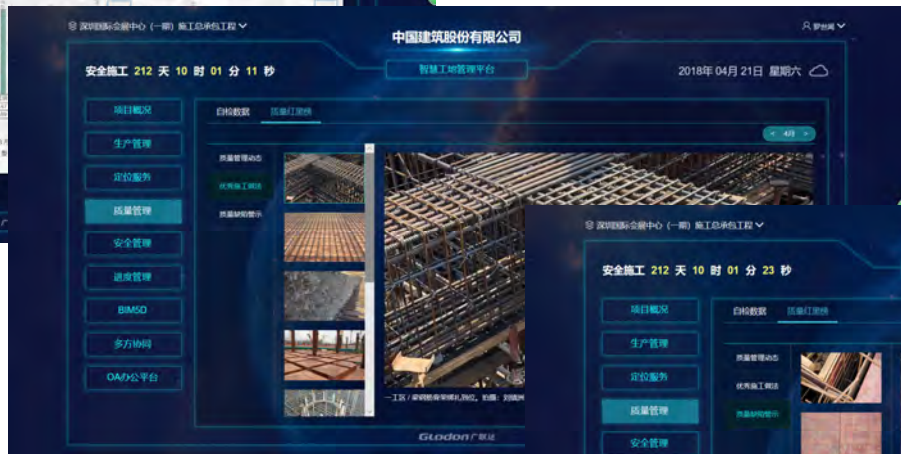 深圳国际会展中心（一期）施工总承包工程
中国建筑股份有限公司
智慧工地管理平台
安全施工 212 天 10 时 01 分 11 秒
2018年 04月 21日 星期六
项目概况
生产管理
定位服务
质量管理
安全管理
进度管理
BIM5D
多方协同
OA办公平台
自检数据 质量红黑榜
< 4月 >
质量管理动态
优秀施工做法
质量缺陷警示
GLodon广联达
深圳国际会展中心（一期）施工总承包工程
安全施工 212 天 10 时 01 分 23 秒
项目概况
生产管理
定位服务
质量管理
安全管理
自检数据 质量红黑榜
质量管理动态
优秀施工做法
质量缺陷警示